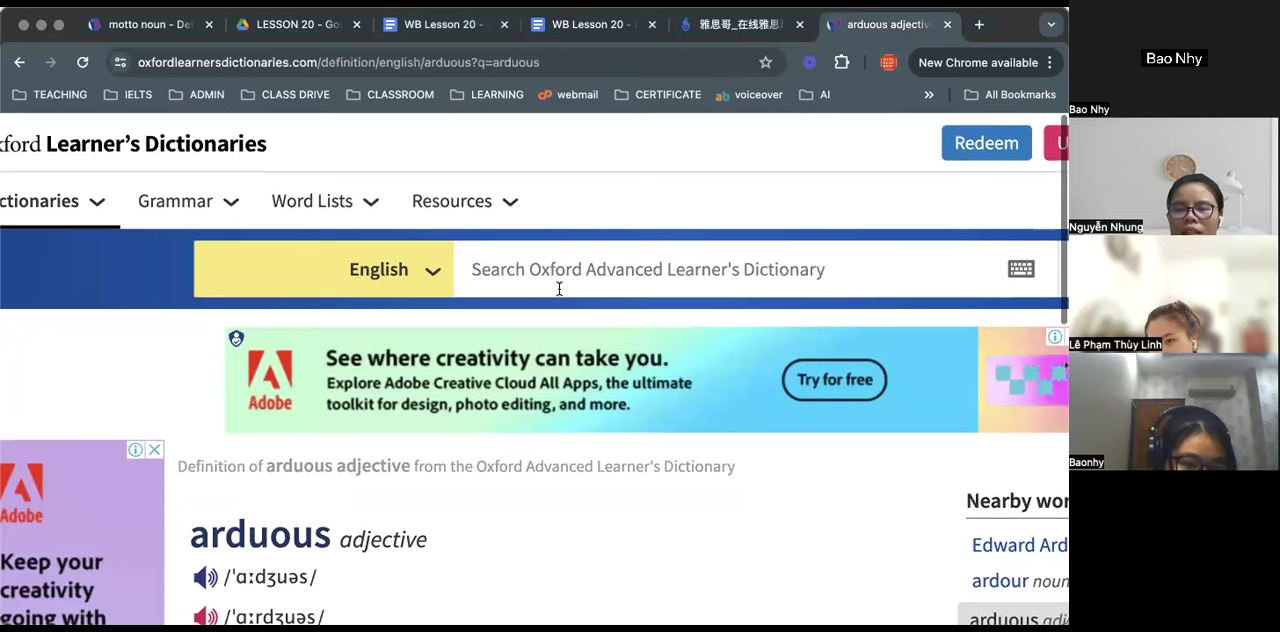 motto noun - De
LESSON 20 - Go
WB Lesson 20 -
WB Lesson 20 -
雅思哥_在线雅思
arduous adjectiv
oxfordlearnersdictionaries.com/definition/english/arduous?q=arduous
New Chrome available
TEACHING
IELTS
ADMIN
CLASS DRIVE
CLASSROOM
LEARNING
webmail
CERTIFICATE
ab voiceover
AI
All Bookmarks
xford Learner's Dictionaries
Redeem
U
ctionaries
Grammar
Word Lists
Resources
English
Search Oxford Advanced Learner's Dictionary
Adobe
See where creativity can take you.
Explore Adobe Creative Cloud All Apps, the ultimate
toolkit for design, photo editing, and more.
Try for free
Adobe
Keep your
creativity
going with
Definition of arduous adjective from the Oxford Advanced Learner's Dictionary
arduous adjective
/ˈɑːdʒuəs/
/ˈɑːrdʒuəs/
Nearby wor
Edward Ard
ardour noun
arduous adj
Bao Nhy
Bao Nhy
Nguyễn Nhung
Lê Phạm Thùy Linh
Baonhy